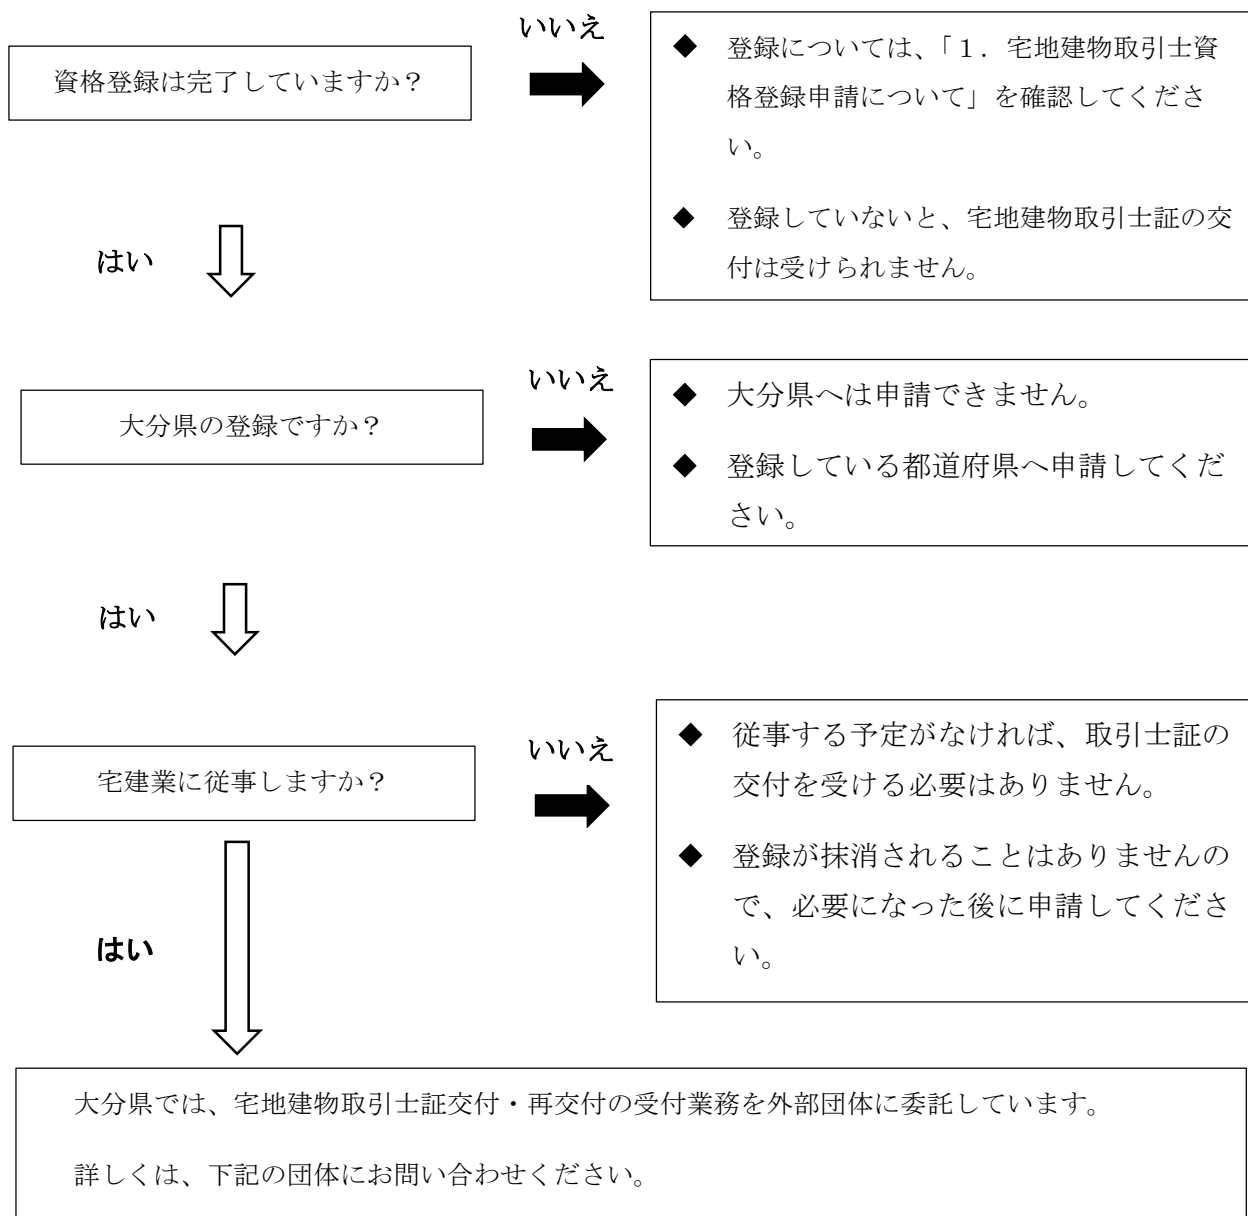 いいえ
資格登録は完了していますか？
◆ 登録については、「１．宅地建物取引士資
格登録申請について」を確認してくださ
い。
◆ 登録していないと、宅地建物取引士証の交
付は受けられません。
はい
いいえ
大分県の登録ですか？
◆ 大分県へは申請できません。
◆ 登録している都道府県へ申請してくだ
さい。
はい
いいえ
宅建業に従事しますか？
◆ 従事する予定がなければ、取引士証の
交付を受ける必要はありません。
◆ 登録が抹消されることはありませんの
で、必要になった後に申請してくださ
い。
はい
大分県では、宅地建物取引士証交付・再交付の受付業務を外部団体に委託しています。
詳しくは、下記の団体にお問い合わせください。